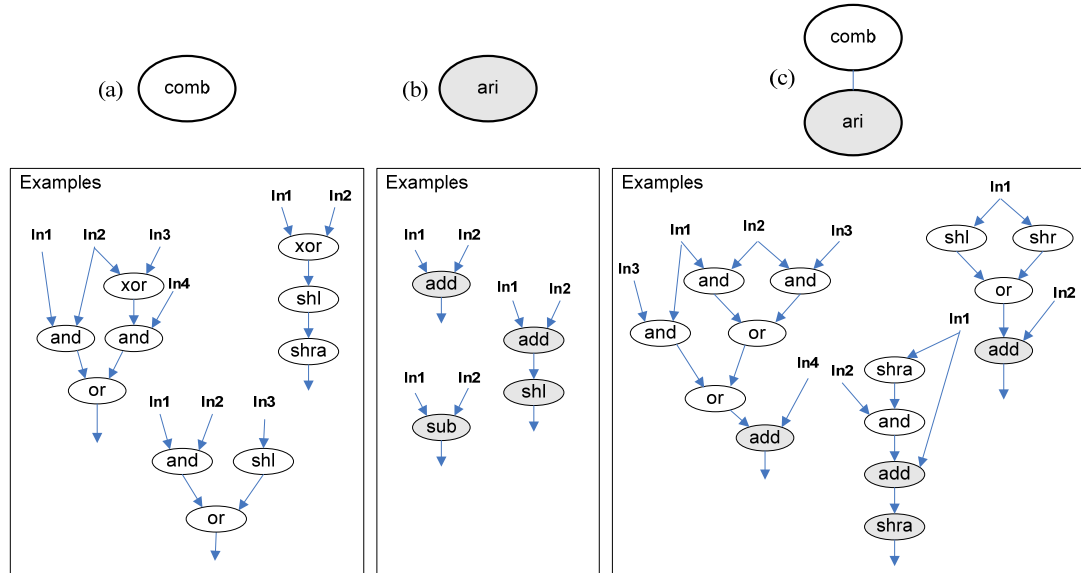 (a)
comb
Examples
In1 In2
xor
shl
shra
In1 In2 In3
xor
In4
and and
or
In1 In2 In3
and shl
or
(b)
ari
Examples
In1 In2
add
In1 In2
add
shl
In1 In2
sub
(c)
comb
ari
Examples
In1 In2 In3
and and
In3
and or
or
In4
add
In1
shl shr
or
In2
add
In1
shra
In2
and
add
shra